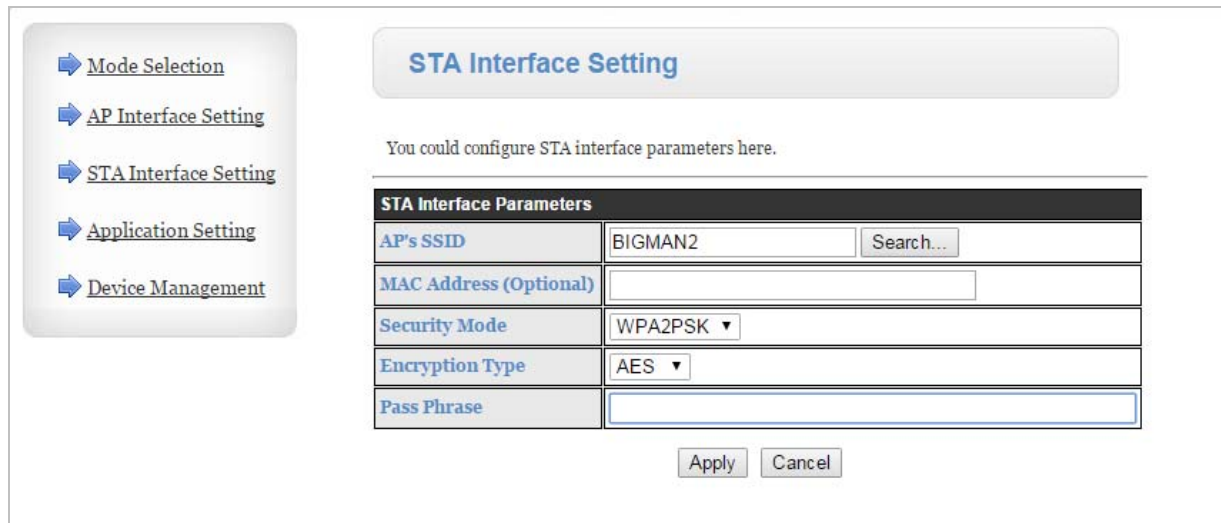 Mode Selection
AP Interface Setting
STA Interface Setting
Application Setting
Device Management
STA Interface Setting
You could configure STA interface parameters here.
STA Interface Parameters
AP's SSID BIGMAN2 Search...
MAC Address (Optional)
Security Mode WPA2PSK
Encryption Type AES
Pass Phrase
Apply Cancel